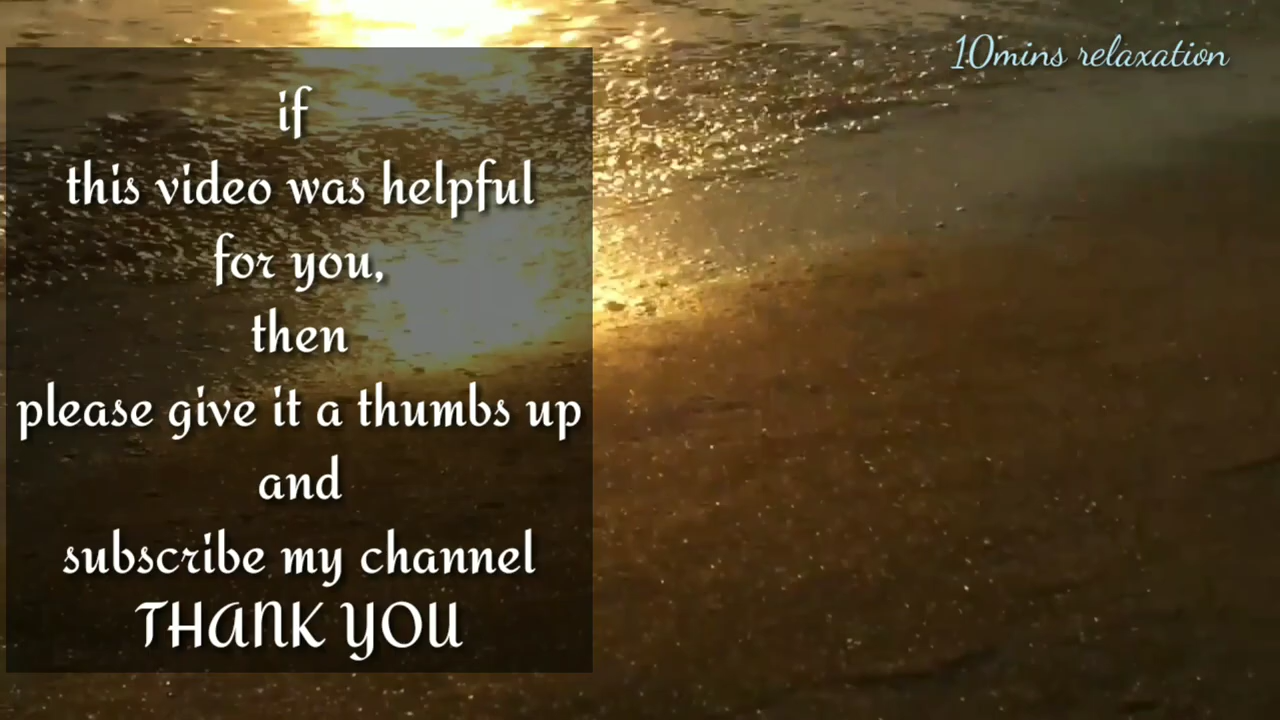 10mins relaxation
if
this video was helpful
for you,
then
please give it a thumbs up
and
subscribe my channel
THANK YOU